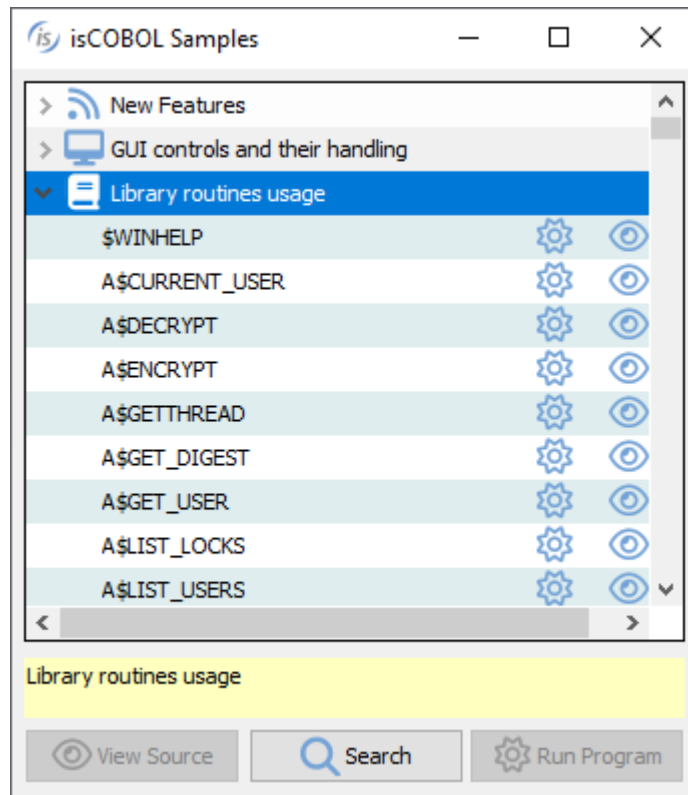 is isCOBOL Samples
New Features
GUI controls and their handling
Library routines usage
$WINHELP
A$CURRENT_USER
A$DECRYPT
A$ENCRYPT
A$GETTHREAD
A$GET_DIGEST
A$GET_USER
A$LIST_LOCKS
A$LIST_USERS
Library routines usage
View Source Search Run Program